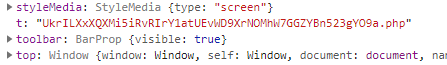 ▶ styleMedia: StyleMedia {type: "screen"}
t: "UkrILXxXQXMi5iRvRIrY1atUEvWD9XrNOMhW7GGZYBn523gYO9a.php"
▶ toolbar: BarProp {visible: true}
▶ top: Window {window: Window, self: Window, document: document, nam